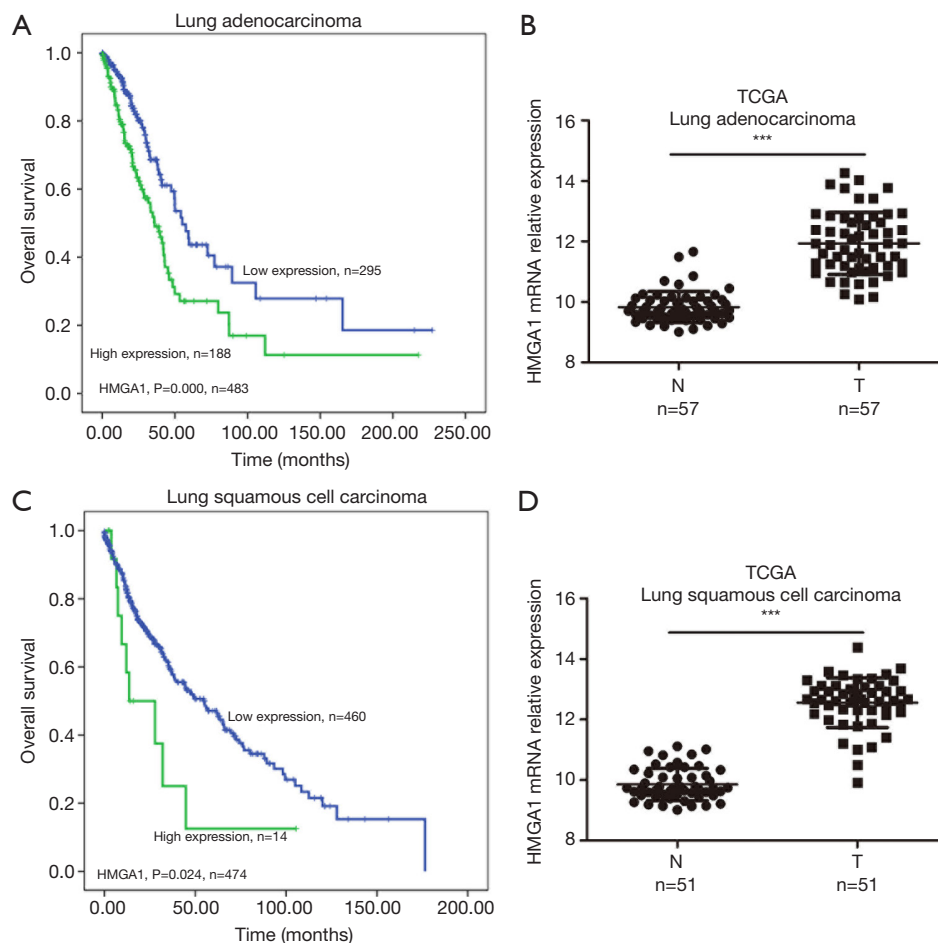 A
Lung adenocarcinoma
1.0
0.8
0.6
0.4
0.2
0.0
Overall survival
Low expression, n=295
High expression, n=188
HMGA1, P=0.000, n=483
0.00 50.00 100.00 150.00 200.00 250.00
Time (months)
B
TCGA
Lung adenocarcinoma
***
16
14
12
10
8
HMGA1 mRNA relative expression
N T
n=57 n=57
C
Lung squamous cell carcinoma
1.0
0.8
0.6
0.4
0.2
0.0
Overall survival
Low expression, n=460
High expression, n=14
HMGA1, P=0.024, n=474
0.00 50.00 100.00 150.00 200.00
Time (months)
D
TCGA
Lung squamous cell carcinoma
***
16
14
12
10
8
HMGA1 mRNA relative expression
N T
n=51 n=51